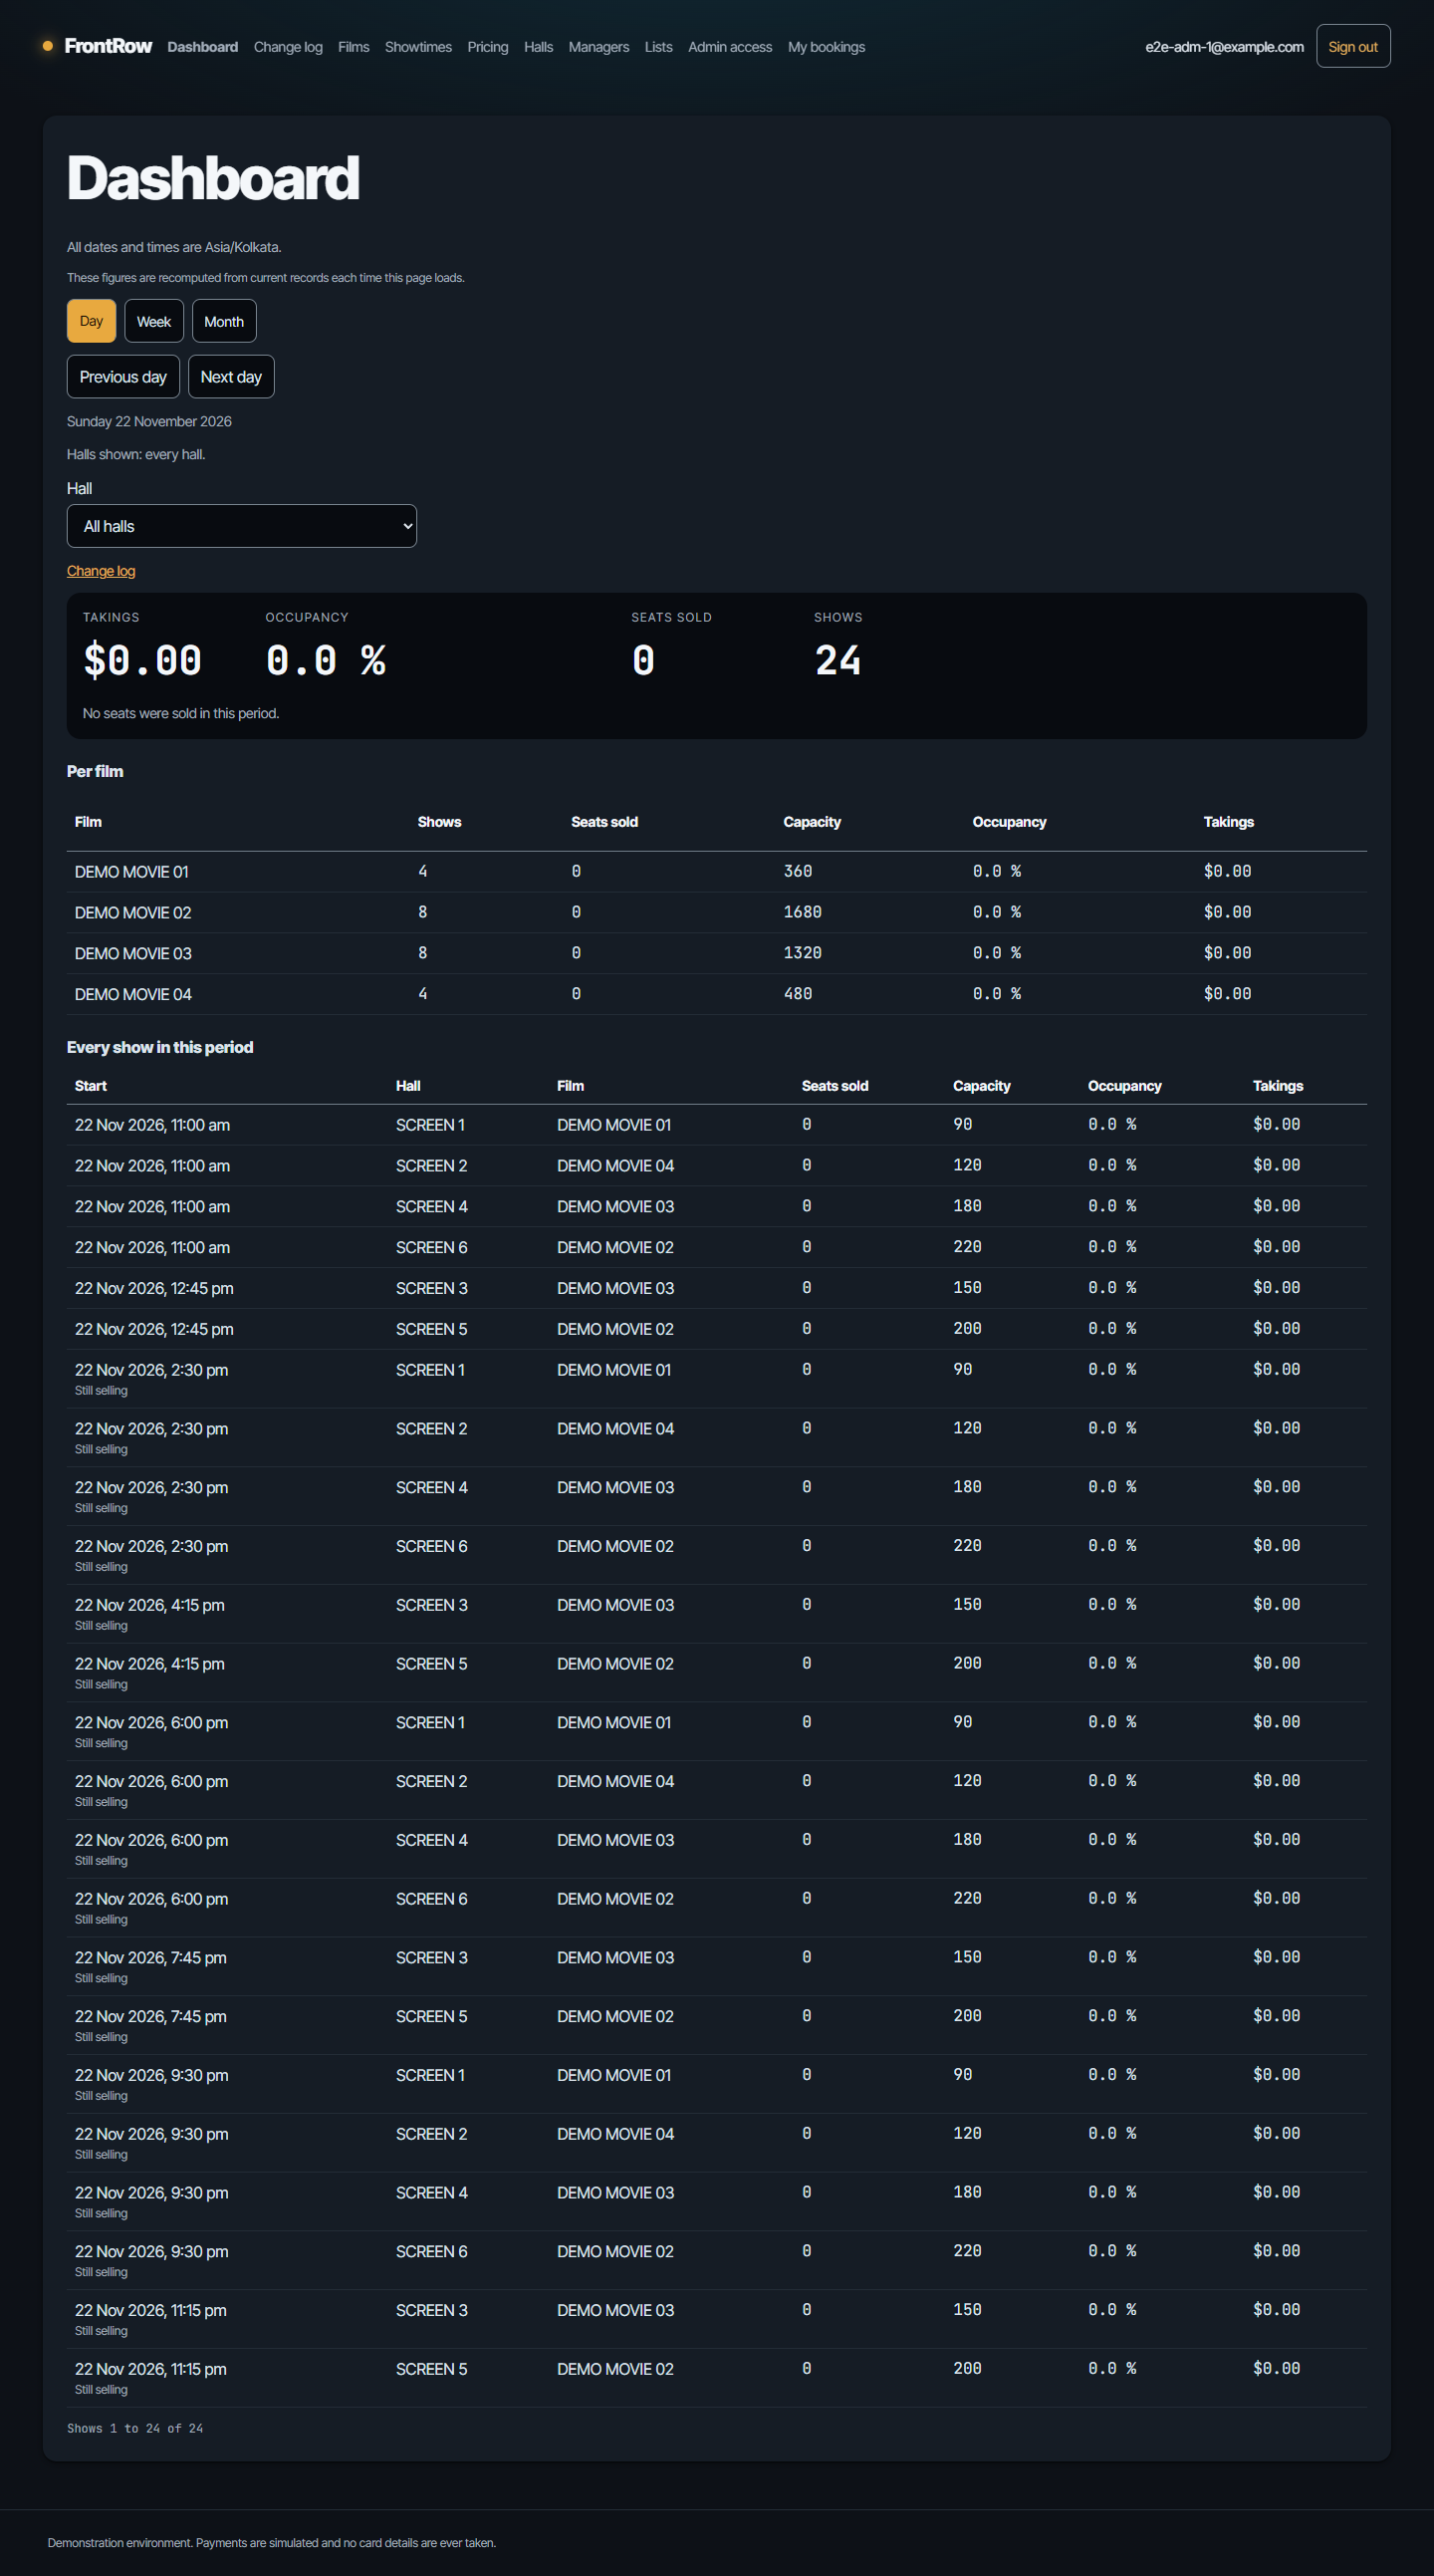 FrontRow Dashboard Change log Films Showtimes Pricing Halls Managers Lists Admin access My bookings e2e-adm-1@example.com Sign out
Dashboard
All dates and times are Asia/Kolkata.
These figures are recomputed from current records each time this page loads.
Day Week Month
Previous day Next day
Sunday 22 November 2026
Halls shown: every hall.
Hall
All halls
Change log
TAKINGS OCCUPANCY SEATS SOLD SHOWS
$0.00 0.0 % 0 24
No seats were sold in this period.
Per film
Film Shows Seats sold Capacity Occupancy Takings
DEMO MOVIE 01 4 0 360 0.0 % $0.00
DEMO MOVIE 02 8 0 1680 0.0 % $0.00
DEMO MOVIE 03 8 0 1320 0.0 % $0.00
DEMO MOVIE 04 4 0 480 0.0 % $0.00
Every show in this period
Start Hall Film Seats sold Capacity Occupancy Takings
22 Nov 2026, 11:00 am SCREEN 1 DEMO MOVIE 01 0 90 0.0 % $0.00
22 Nov 2026, 11:00 am SCREEN 2 DEMO MOVIE 04 0 120 0.0 % $0.00
22 Nov 2026, 11:00 am SCREEN 4 DEMO MOVIE 03 0 180 0.0 % $0.00
22 Nov 2026, 11:00 am SCREEN 6 DEMO MOVIE 02 0 220 0.0 % $0.00
22 Nov 2026, 12:45 pm SCREEN 3 DEMO MOVIE 03 0 150 0.0 % $0.00
22 Nov 2026, 12:45 pm SCREEN 5 DEMO MOVIE 02 0 200 0.0 % $0.00
22 Nov 2026, 2:30 pm SCREEN 1 DEMO MOVIE 01 0 90 0.0 % $0.00
Still selling
22 Nov 2026, 2:30 pm SCREEN 2 DEMO MOVIE 04 0 120 0.0 % $0.00
Still selling
22 Nov 2026, 2:30 pm SCREEN 4 DEMO MOVIE 03 0 180 0.0 % $0.00
Still selling
22 Nov 2026, 2:30 pm SCREEN 6 DEMO MOVIE 02 0 220 0.0 % $0.00
Still selling
22 Nov 2026, 4:15 pm SCREEN 3 DEMO MOVIE 03 0 150 0.0 % $0.00
Still selling
22 Nov 2026, 4:15 pm SCREEN 5 DEMO MOVIE 02 0 200 0.0 % $0.00
Still selling
22 Nov 2026, 6:00 pm SCREEN 1 DEMO MOVIE 01 0 90 0.0 % $0.00
Still selling
22 Nov 2026, 6:00 pm SCREEN 2 DEMO MOVIE 04 0 120 0.0 % $0.00
Still selling
22 Nov 2026, 6:00 pm SCREEN 4 DEMO MOVIE 03 0 180 0.0 % $0.00
Still selling
22 Nov 2026, 6:00 pm SCREEN 6 DEMO MOVIE 02 0 220 0.0 % $0.00
Still selling
22 Nov 2026, 7:45 pm SCREEN 3 DEMO MOVIE 03 0 150 0.0 % $0.00
Still selling
22 Nov 2026, 7:45 pm SCREEN 5 DEMO MOVIE 02 0 200 0.0 % $0.00
Still selling
22 Nov 2026, 9:30 pm SCREEN 1 DEMO MOVIE 01 0 90 0.0 % $0.00
Still selling
22 Nov 2026, 9:30 pm SCREEN 2 DEMO MOVIE 04 0 120 0.0 % $0.00
Still selling
22 Nov 2026, 9:30 pm SCREEN 4 DEMO MOVIE 03 0 180 0.0 % $0.00
Still selling
22 Nov 2026, 9:30 pm SCREEN 6 DEMO MOVIE 02 0 220 0.0 % $0.00
Still selling
22 Nov 2026, 11:15 pm SCREEN 3 DEMO MOVIE 03 0 150 0.0 % $0.00
Still selling
22 Nov 2026, 11:15 pm SCREEN 5 DEMO MOVIE 02 0 200 0.0 % $0.00
Still selling
Shows 1 to 24 of 24
Demonstration environment. Payments are simulated and no card details are ever taken.